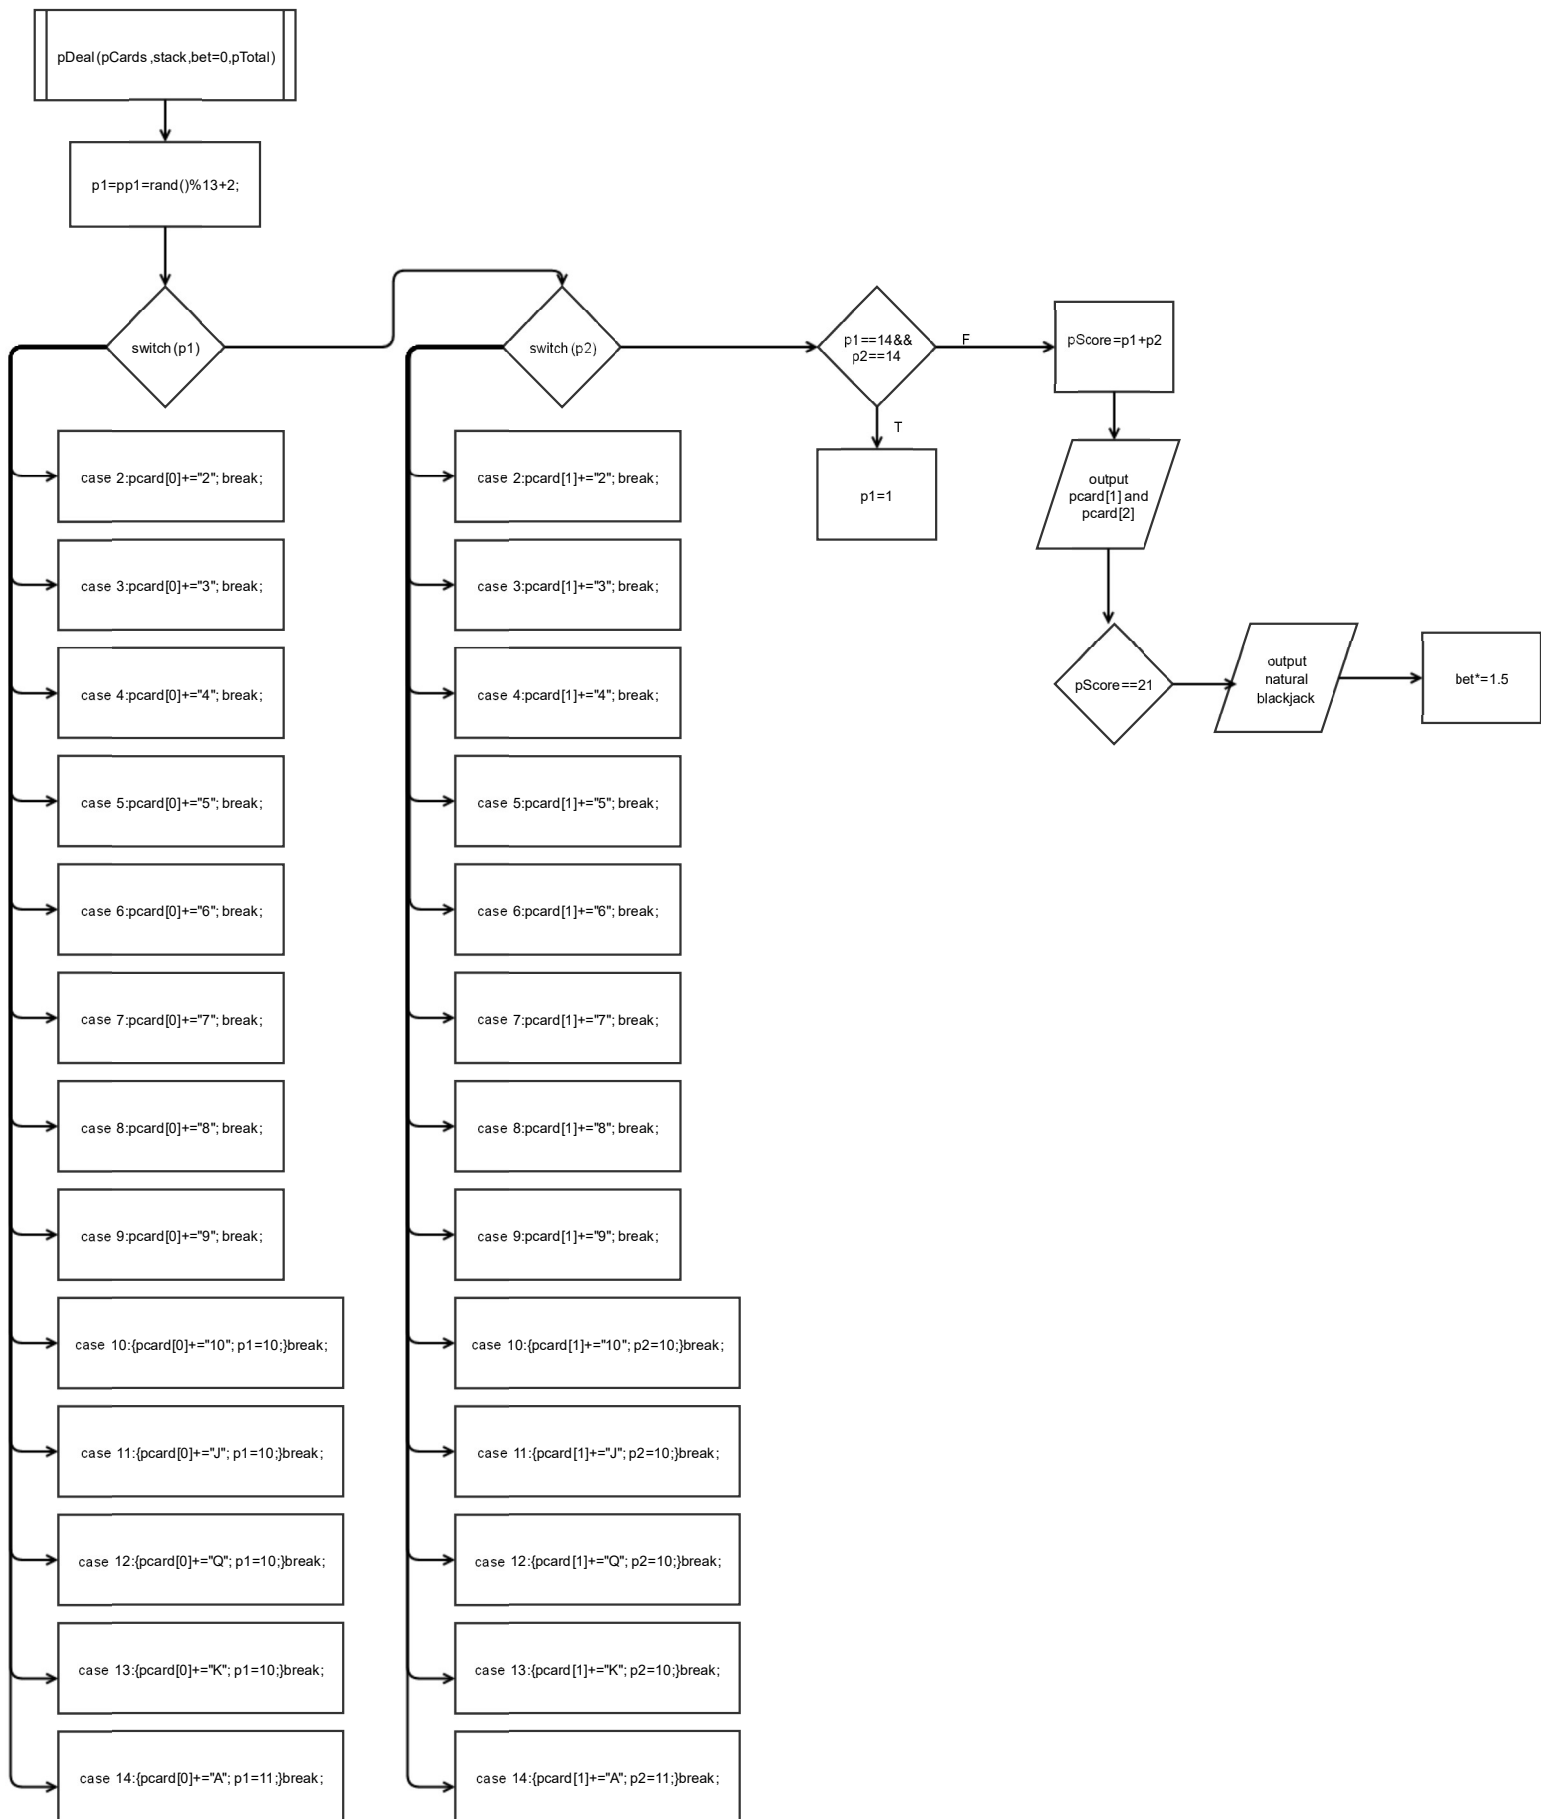 pDeal(pCards,stack,bet=0,pTotal)
p1=pp1=rand()%13+2;
switch(p1)
case 2:pcard[0]+="2"; break;
case 3:pcard[0]+="3"; break;
case 4:pcard[0]+="4"; break;
case 5:pcard[0]+="5"; break;
case 6:pcard[0]+="6"; break;
case 7:pcard[0]+="7"; break;
case 8:pcard[0]+="8"; break;
case 9:pcard[0]+="9"; break;
case 10:{pcard[0]+="10"; p1=10;}break;
case 11:{pcard[0]+="J"; p1=10;}break;
case 12:{pcard[0]+="Q"; p1=10;}break;
case 13:{pcard[0]+="K"; p1=10;}break;
case 14:{pcard[0]+="A"; p1=11;}break;
switch(p2)
case 2:pcard[1]+="2"; break;
case 3:pcard[1]+="3"; break;
case 4:pcard[1]+="4"; break;
case 5:pcard[1]+="5"; break;
case 6:pcard[1]+="6"; break;
case 7:pcard[1]+="7"; break;
case 8:pcard[1]+="8"; break;
case 9:pcard[1]+="9"; break;
case 10:{pcard[1]+="10"; p2=10;}break;
case 11:{pcard[1]+="J"; p2=10;}break;
case 12:{pcard[1]+="Q"; p2=10;}break;
case 13:{pcard[1]+="K"; p2=10;}break;
case 14:{pcard[1]+="A"; p2=11;}break;
p1==14&&
p2==14
F
T
p1=1
pScore=p1+p2
output
pcard[1] and
pcard[2]
pScore==21
output
natural
blackjack
bet*=1.5